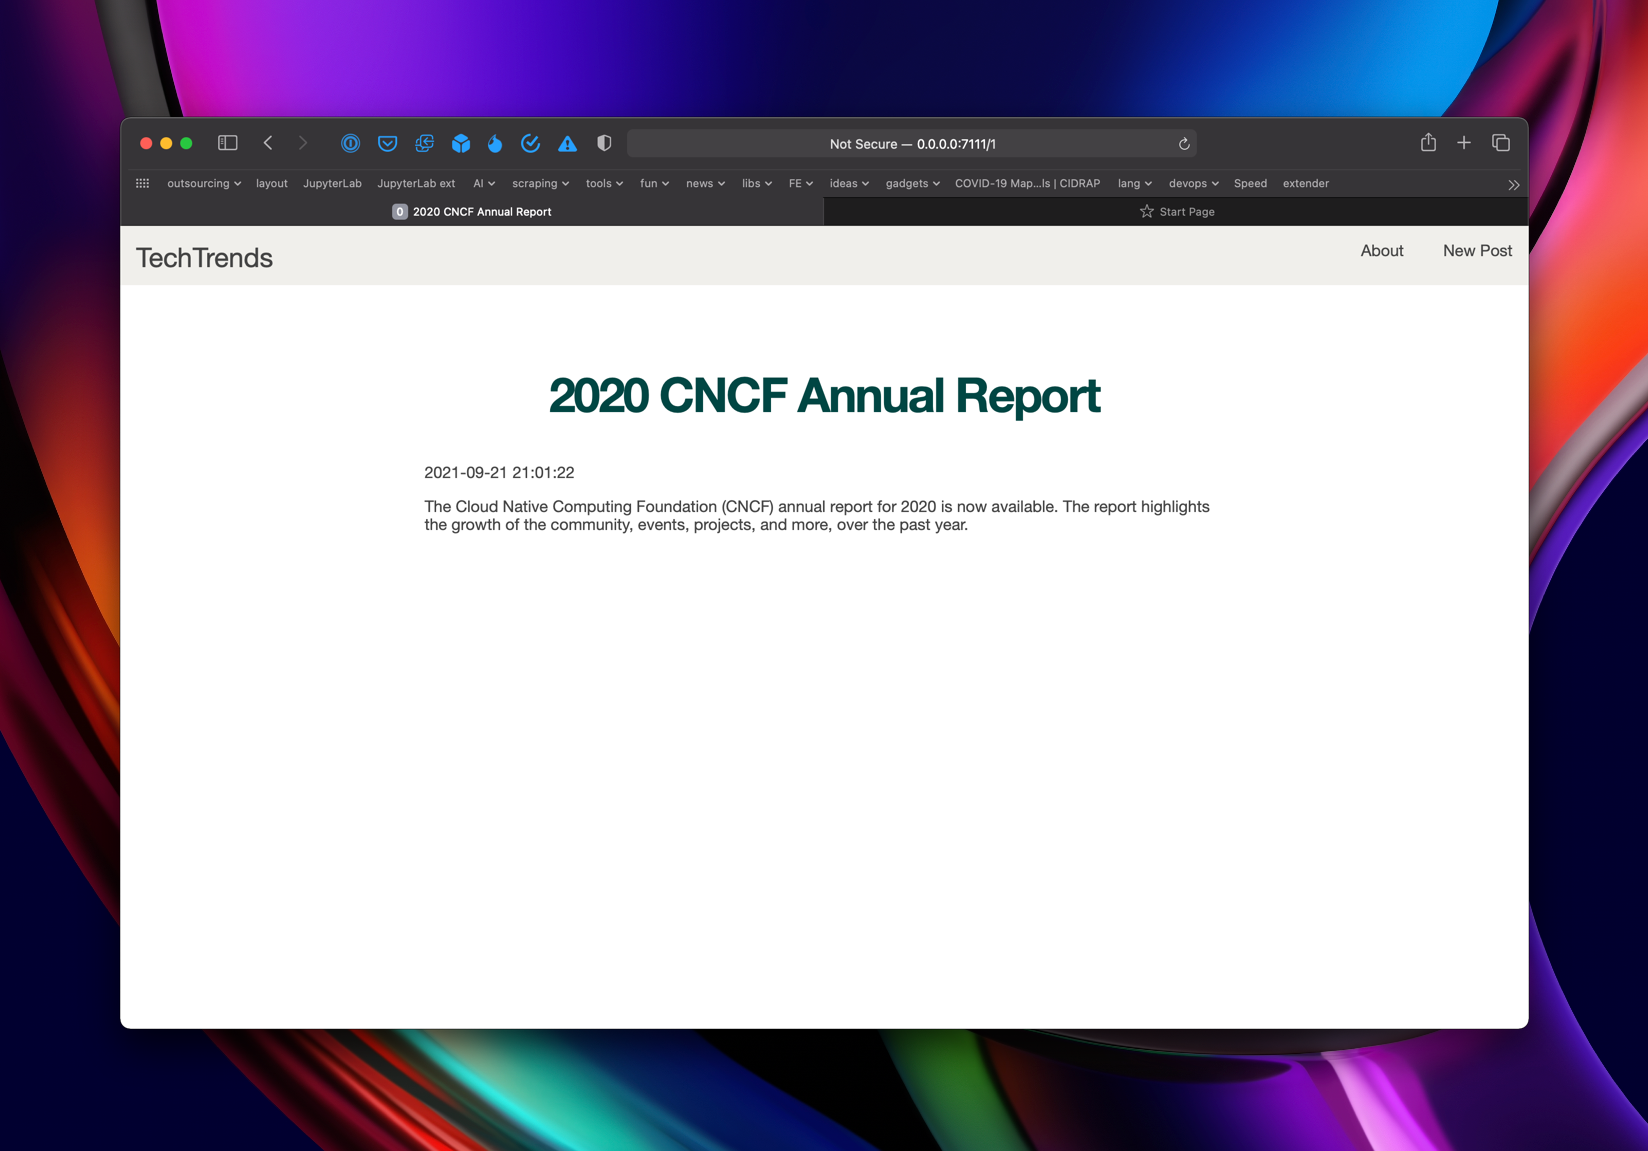 Not Secure — 0.0.0.0:7111/1
outsourcing layout JupyterLab JupyterLab ext AI scraping tools fun news libs FE ideas gadgets COVID-19 Map...ls | CIDRAP lang devops Speed extender
0 2020 CNCF Annual Report
Start Page
TechTrends
About
New Post
2020 CNCF Annual Report
2021-09-21 21:01:22
The Cloud Native Computing Foundation (CNCF) annual report for 2020 is now available. The report highlights
the growth of the community, events, projects, and more, over the past year.